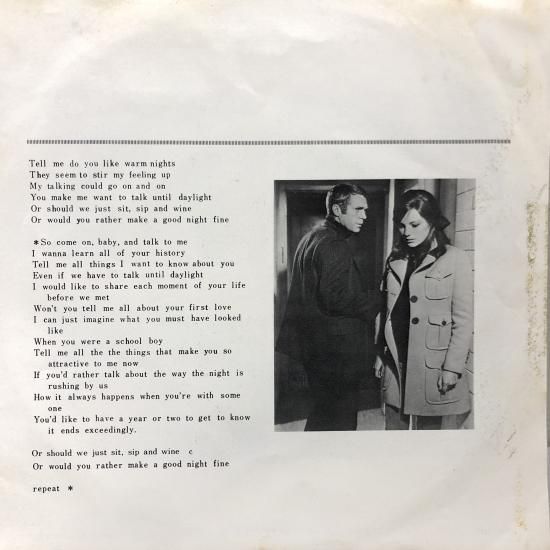 Tell me do you like warm nights
They seem to stir my feeling up
My talking could go on and on
You make me want to talk until daylight
Or should we just sit, sip and wine
Or would you rather make a good night fine
*So come on, baby, and talk to me
I wanna learn all of your history
Tell me all things I want to know about you
Even if we have to talk until daylight
I would like to share each moment of your life
before we met
Won't you tell me all about your first love
I can just imagine what you must have looked
like
When you were a school boy
Tell me all the the things that make you so
attractive to me now
If you'd rather talk about the way the night is
rushing by us
How it always happens when you're with some
one
You'd like to have a year or two to get to know
it ends exceedingly.
Or should we just sit, sip and wine c
Or would you rather make a good night fine
repeat *